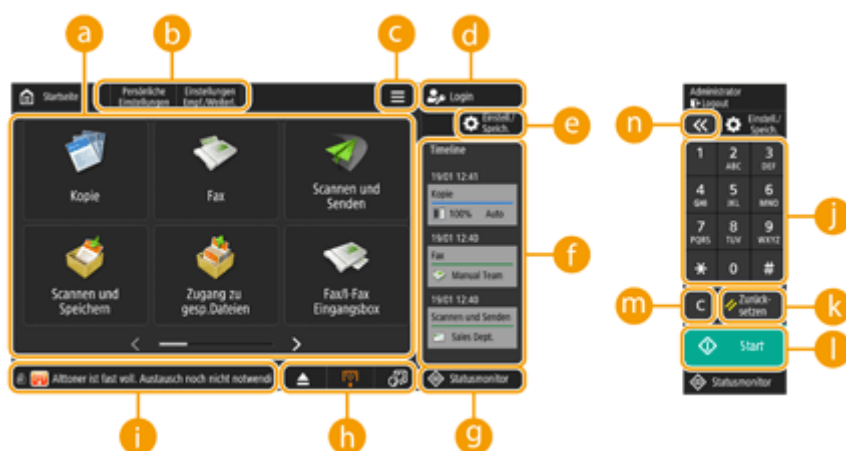 a
b
c
d
Startseite
Persönliche
Einstellungen
Einstellungen
Empf./Weiterl.
Login
Einstell./
Speich.
e
Kopie
Fax
Scannen und
Senden
Scannen und
Speichern
Zugang zu
gesp.Dateien
Fax/I-Fax
Eingangsbox
Timeline
19/01 12:41
Kopie
100% Auto
19/01 12:40
Fax
Manual Team
19/01 12:40
Scannen und Senden
Sales Dept.
f
Alttoner ist fast voll. Austausch noch nicht notwendi
Statusmonitor
i
h
g
Administrator
Logout
n
Einstell./
Speich.
1
2
ABC
3
DEF
4
GHI
5
JKL
6
MNO
7
PQRS
8
TUV
9
WXYZ
* 0 #
j
m
C
Zurück-
setzen
k
Start
l
Statusmonitor